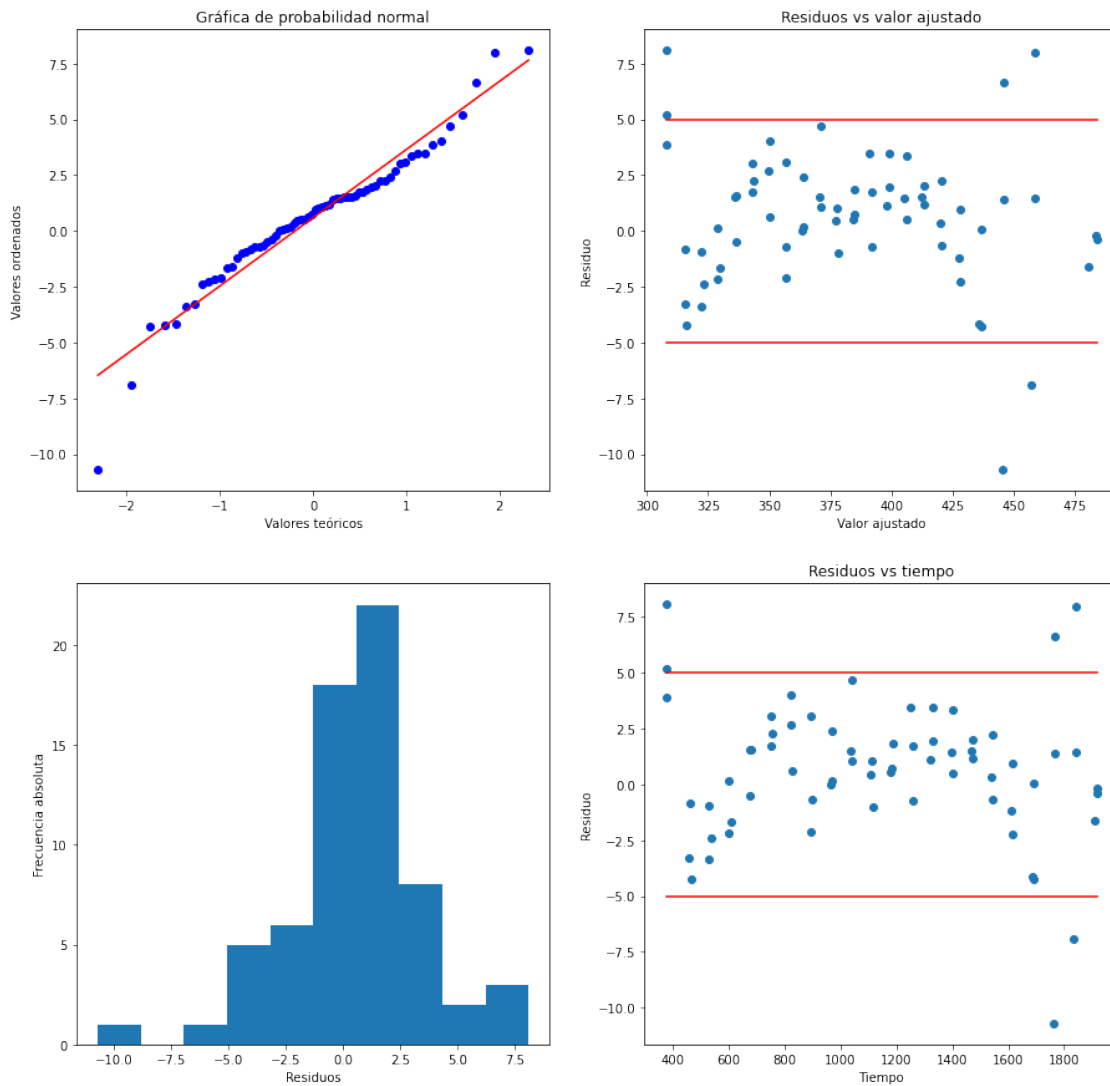 Gráfica de probabilidad normal
7.5
5.0
2.5
0.0
−2.5
−5.0
−7.5
−10.0
Valores ordenados
−2 −1 0 1 2
Valores teóricos
Residuos vs valor ajustado
7.5
5.0
2.5
0.0
−2.5
−5.0
−7.5
−10.0
Residuo
300 325 350 375 400 425 450 475
Valor ajustado
20
15
10
5
0
Frecuencia absoluta
−10.0 −7.5 −5.0 −2.5 0.0 2.5 5.0 7.5
Residuos
Residuos vs tiempo
7.5
5.0
2.5
0.0
−2.5
−5.0
−7.5
−10.0
Residuo
400 600 800 1000 1200 1400 1600 1800
Tiempo